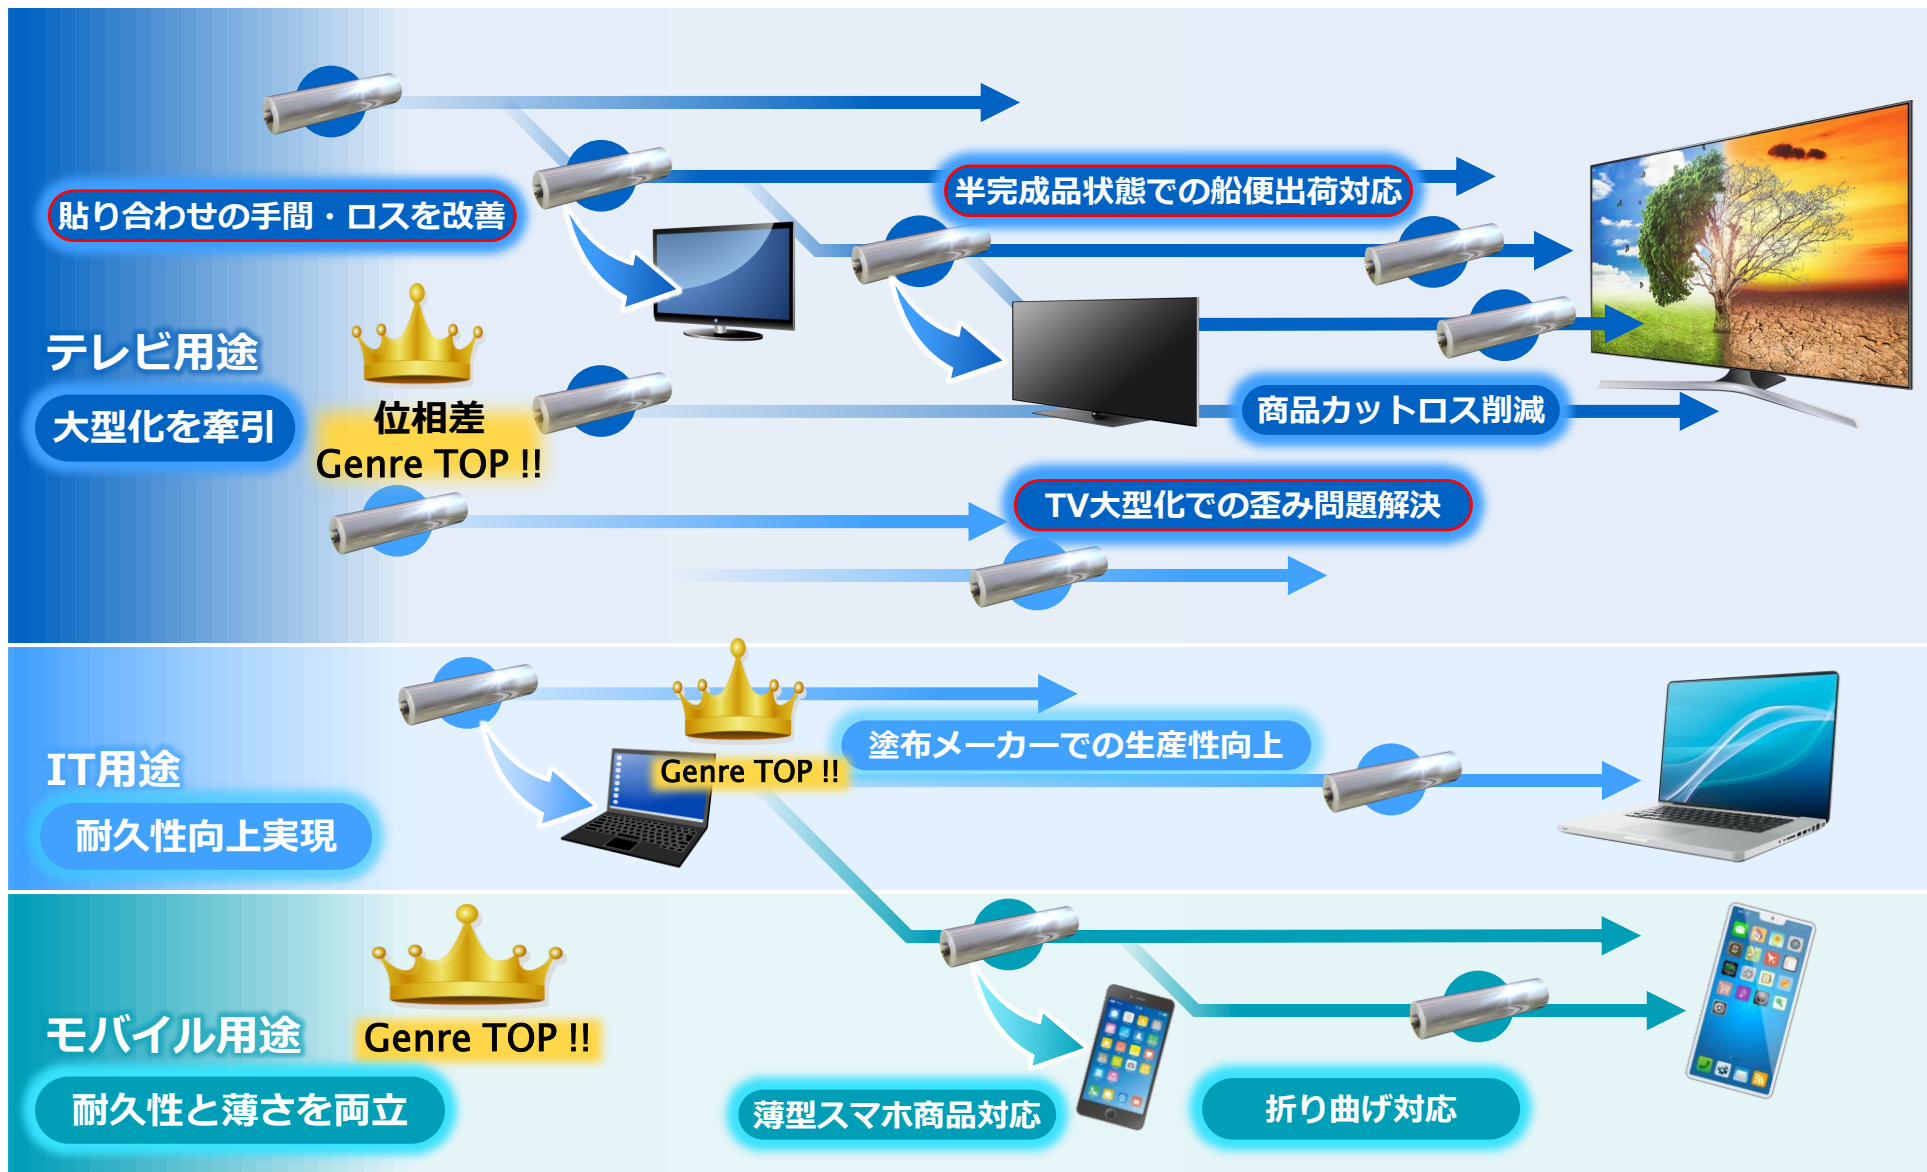 貼り合わせの手間・ロスを改善
半完成品状態での船便出荷対応
テレビ用途
大型化を牽引
位相差
Genre TOP !!
商品カットロス削減
TV大型化での歪み問題解決
IT用途
耐久性向上実現
Genre TOP !!
塗布メーカーでの生産性向上
モバイル用途
耐久性と薄さを両立
Genre TOP !!
薄型スマホ商品対応
折り曲げ対応